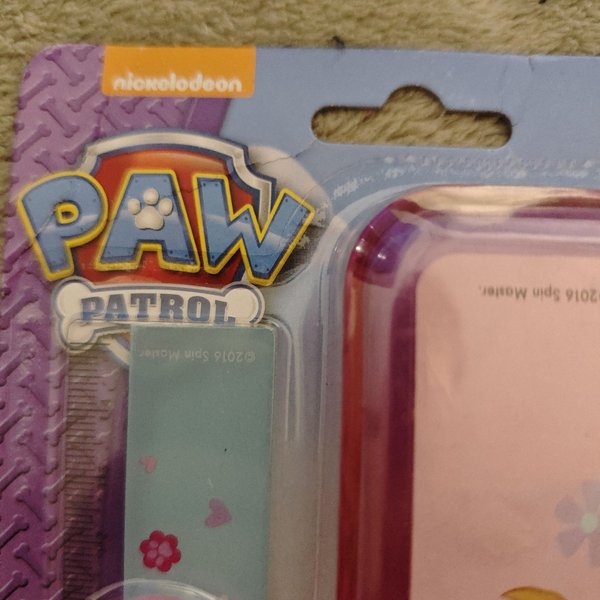 nickelodeon
PAW
PATROL
©2016 Spin Master.
©2016 Spin Master.